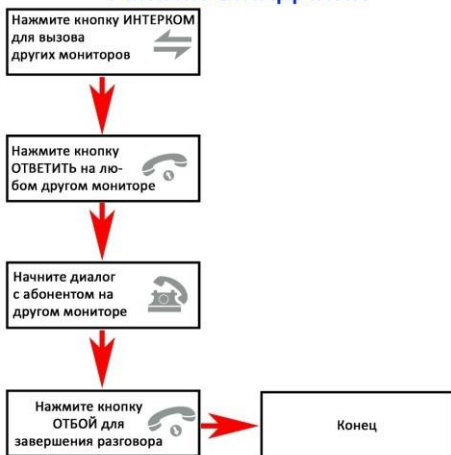 Нажмите кнопку ИНТЕРКОМ
для вызова
других мониторов
Нажмите кнопку
ОТВЕТИТЬ на лю-
бом другом мониторе
Начните диалог
с абонентом на
другом мониторе
Нажмите кнопку
ОТБОЙ для
завершения разговора
Конец